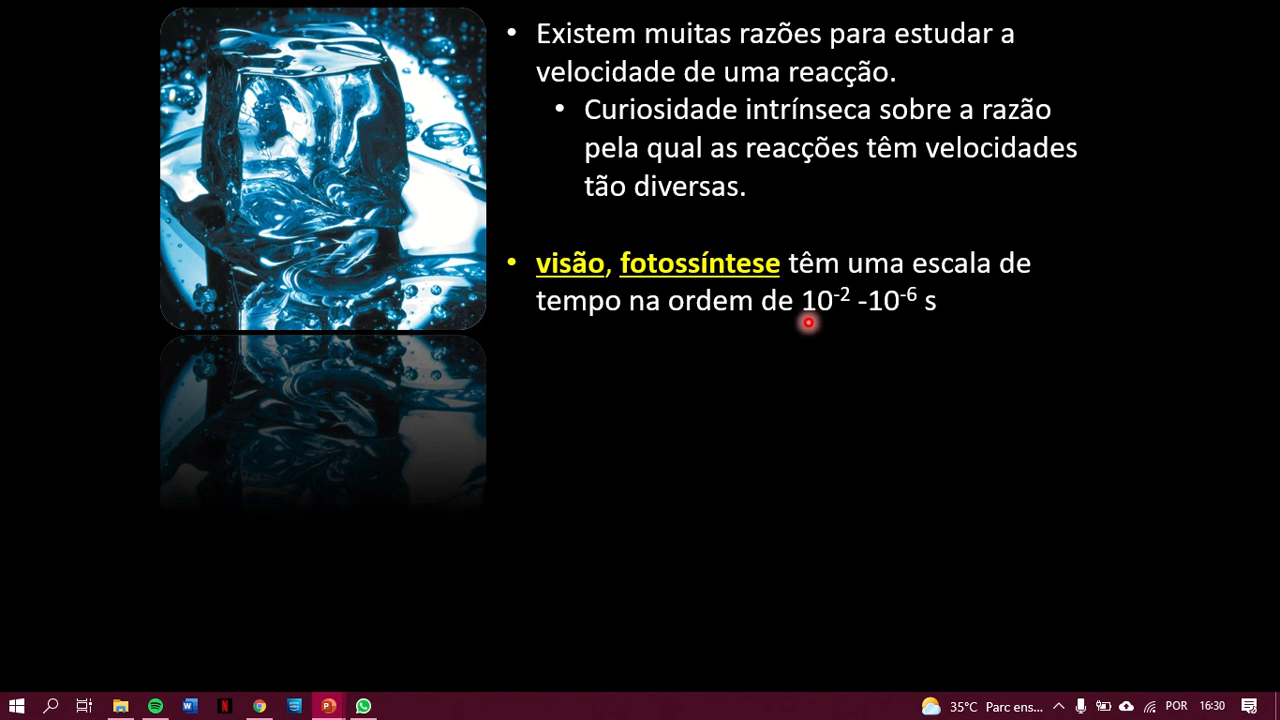 • Existem muitas razões para estudar a
velocidade de uma reacção.
• Curiosidade intrínseca sobre a razão
pela qual as reacções têm velocidades
tão diversas.
• visão, fotossíntese têm uma escala de
tempo na ordem de 10⁻² -10⁻⁶ s
35°C Parc ens... POR 16:30